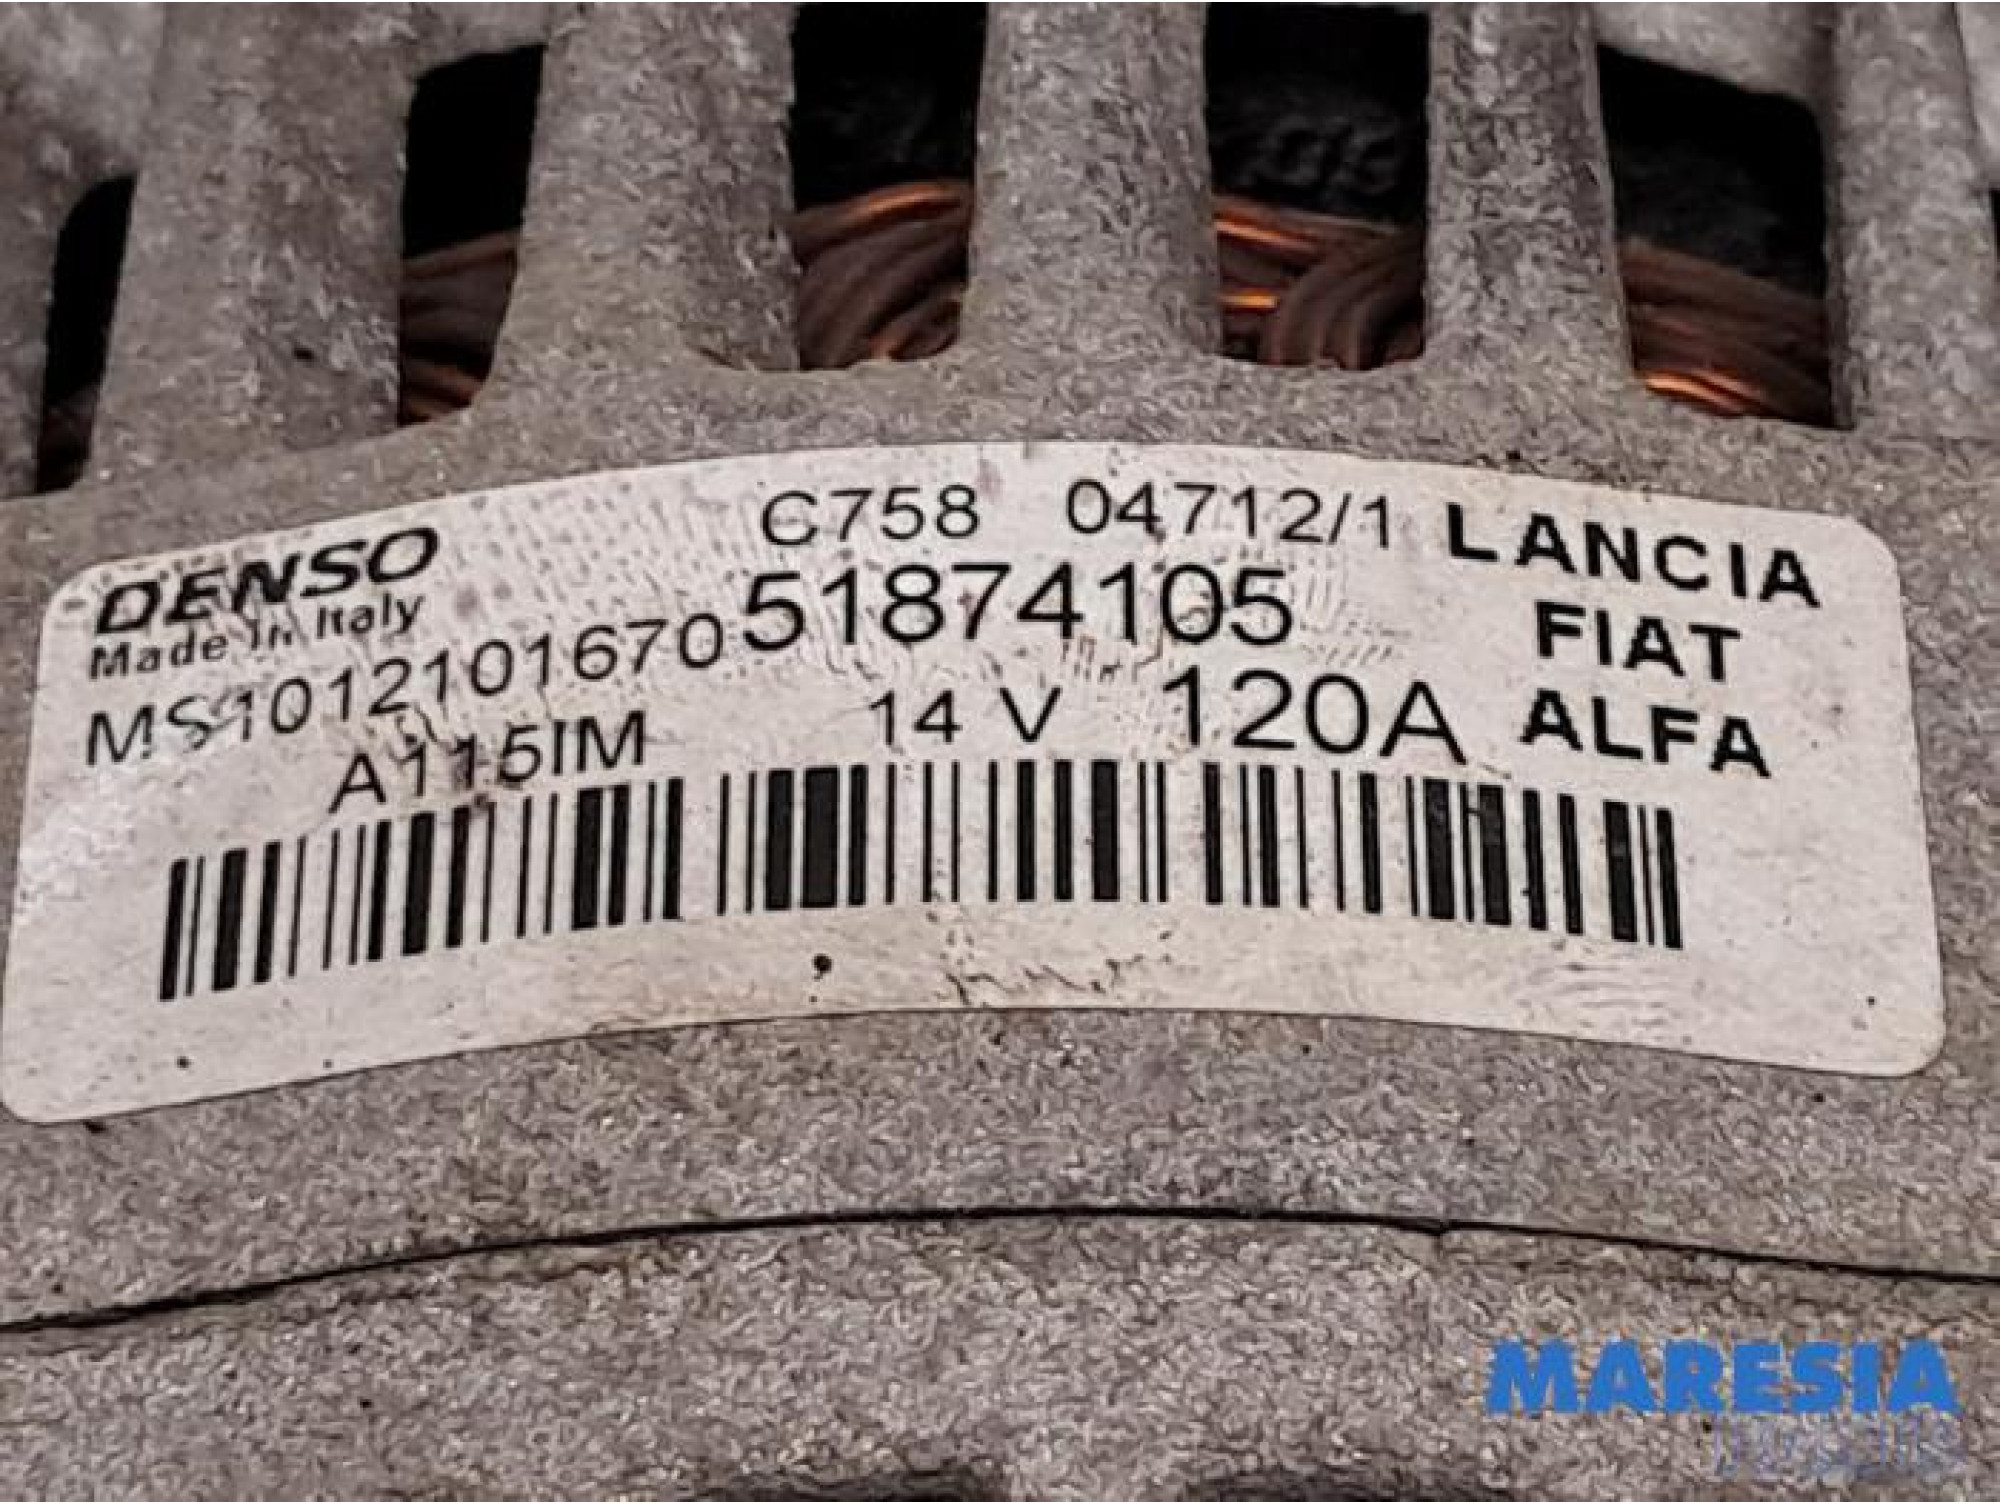 C758 04712/1 LANCIA
DENSO 51874105 FIAT
Made in Italy
MS1012101670 14 V 120A ALFA
A115IM
MARESIA